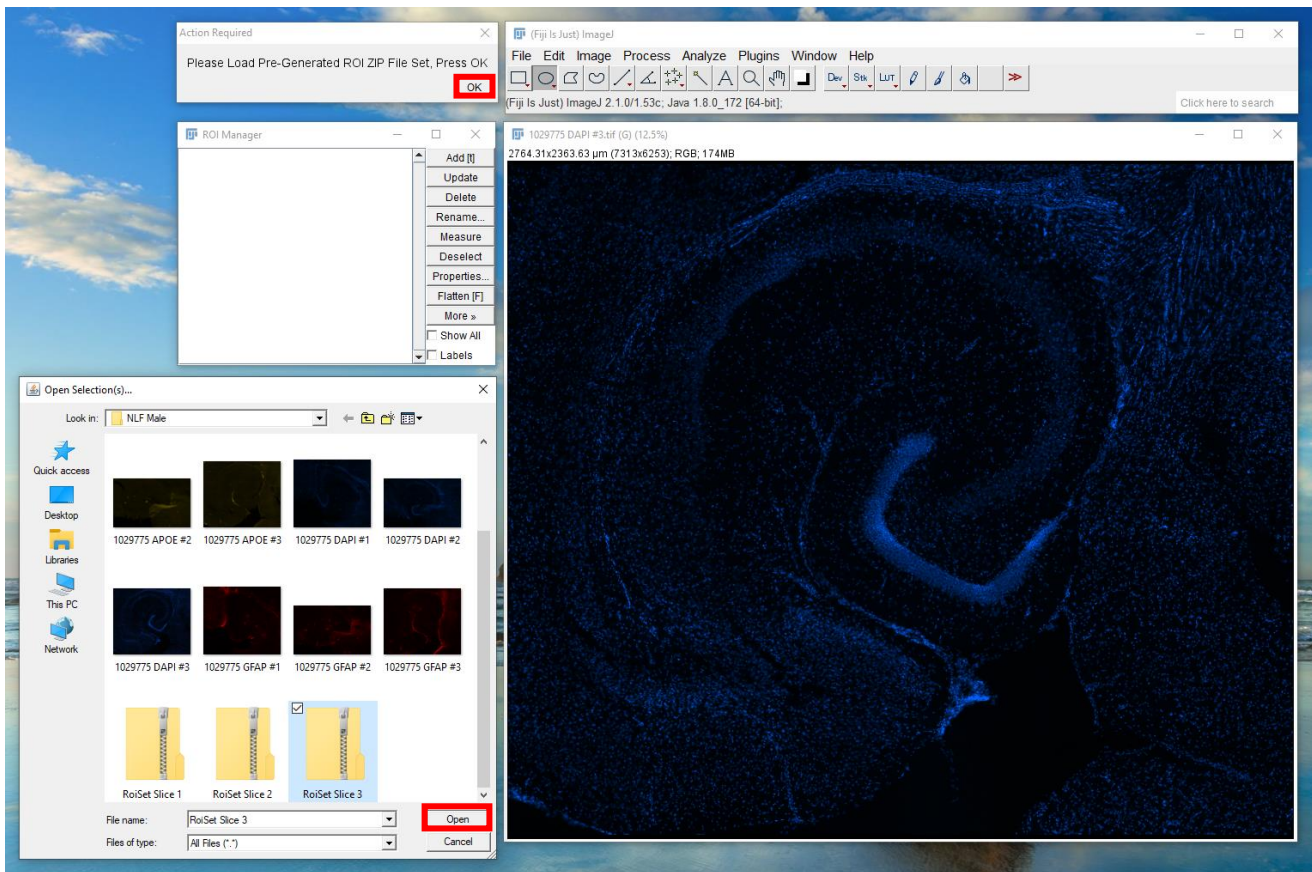 Action Required
Please Load Pre-Generated ROI ZIP File Set, Press OK
OK
(Fiji Is Just) ImageJ
File Edit Image Process Analyze Plugins Window Help
Dev Stk LUT
(Fiji Is Just) ImageJ 2.1.0/1.53c; Java 1.8.0_172 [64-bit];
Click here to search
ROI Manager
Add [t]
Update
Delete
Rename...
Measure
Deselect
Properties...
Flatten [F]
More »
Show All
Labels
1029775 DAPI #3.tif (G) (12.5%)
2764.31x2363.63 µm (7313x6253); RGB; 174MB
Open Selection(s)...
Look in: NLF Male
Quick access
Desktop
Libraries
This PC
Network
1029775 APOE #2 1029775 APOE #3 1029775 DAPI #1 1029775 DAPI #2
1029775 DAPI #3 1029775 GFAP #1 1029775 GFAP #2 1029775 GFAP #3
RoiSet Slice 1 RoiSet Slice 2 RoiSet Slice 3
File name: RoiSet Slice 3
Open
Files of type: All Files (*.*)
Cancel